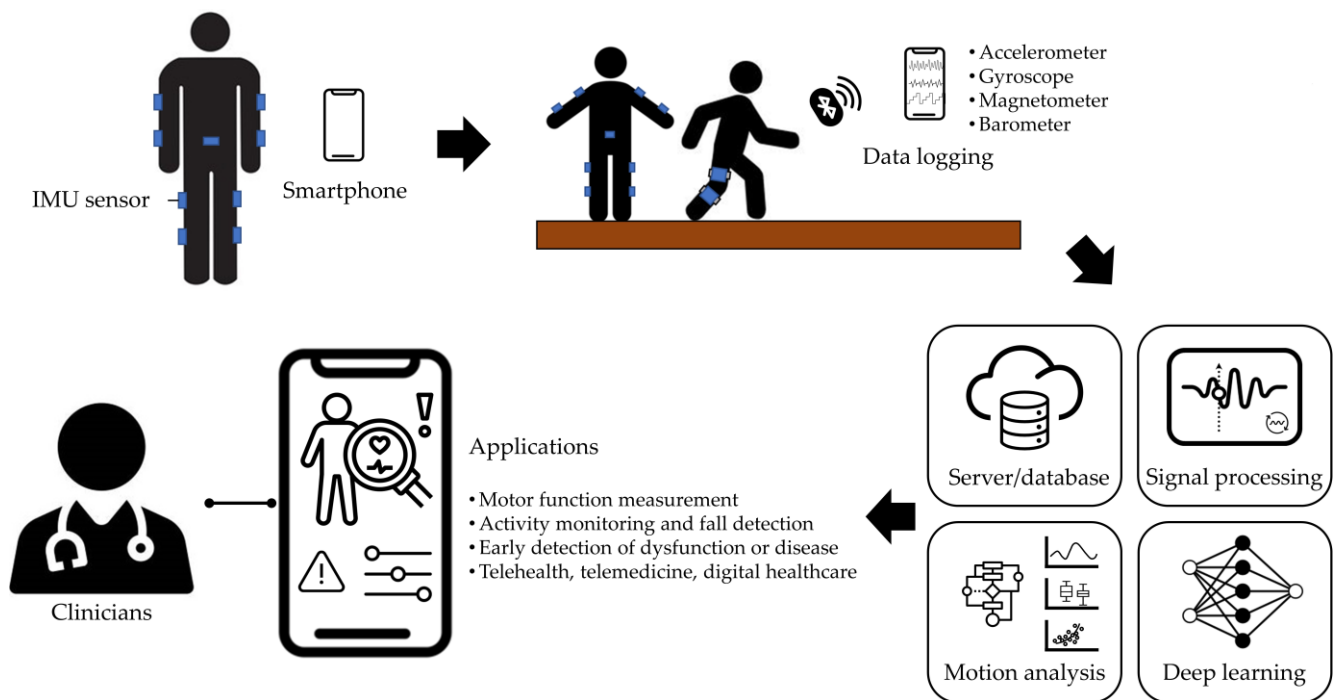 IMU sensor
Smartphone
• Accelerometer
• Gyroscope
• Magnetometer
• Barometer
Data logging
Server/database
Signal processing
Motion analysis
Deep learning
Applications
• Motor function measurement
• Activity monitoring and fall detection
• Early detection of dysfunction or disease
• Telehealth, telemedicine, digital healthcare
Clinicians